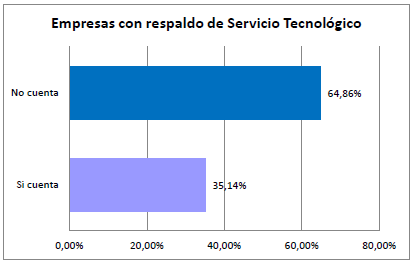 Empresas con respaldo de Servicio Tecnológico
No cuenta
64,86%
Si cuenta
35,14%
0,00%
20,00%
40,00%
60,00%
80,00%